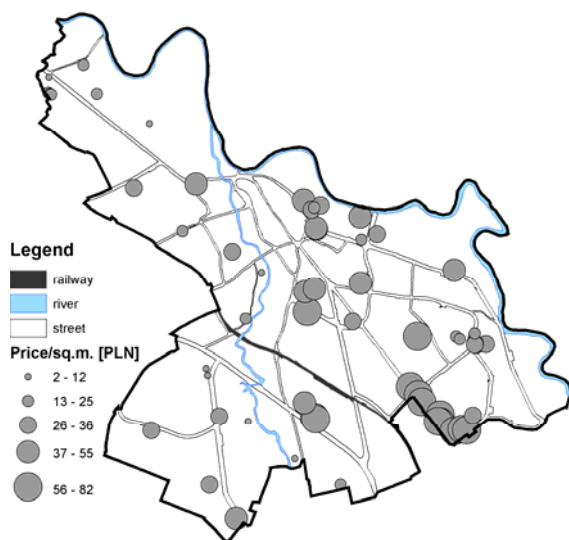 Legend
railway
river
street
Price/sq.m. [PLN]
2 - 12
13 - 25
26 - 36
37 - 55
56 - 82